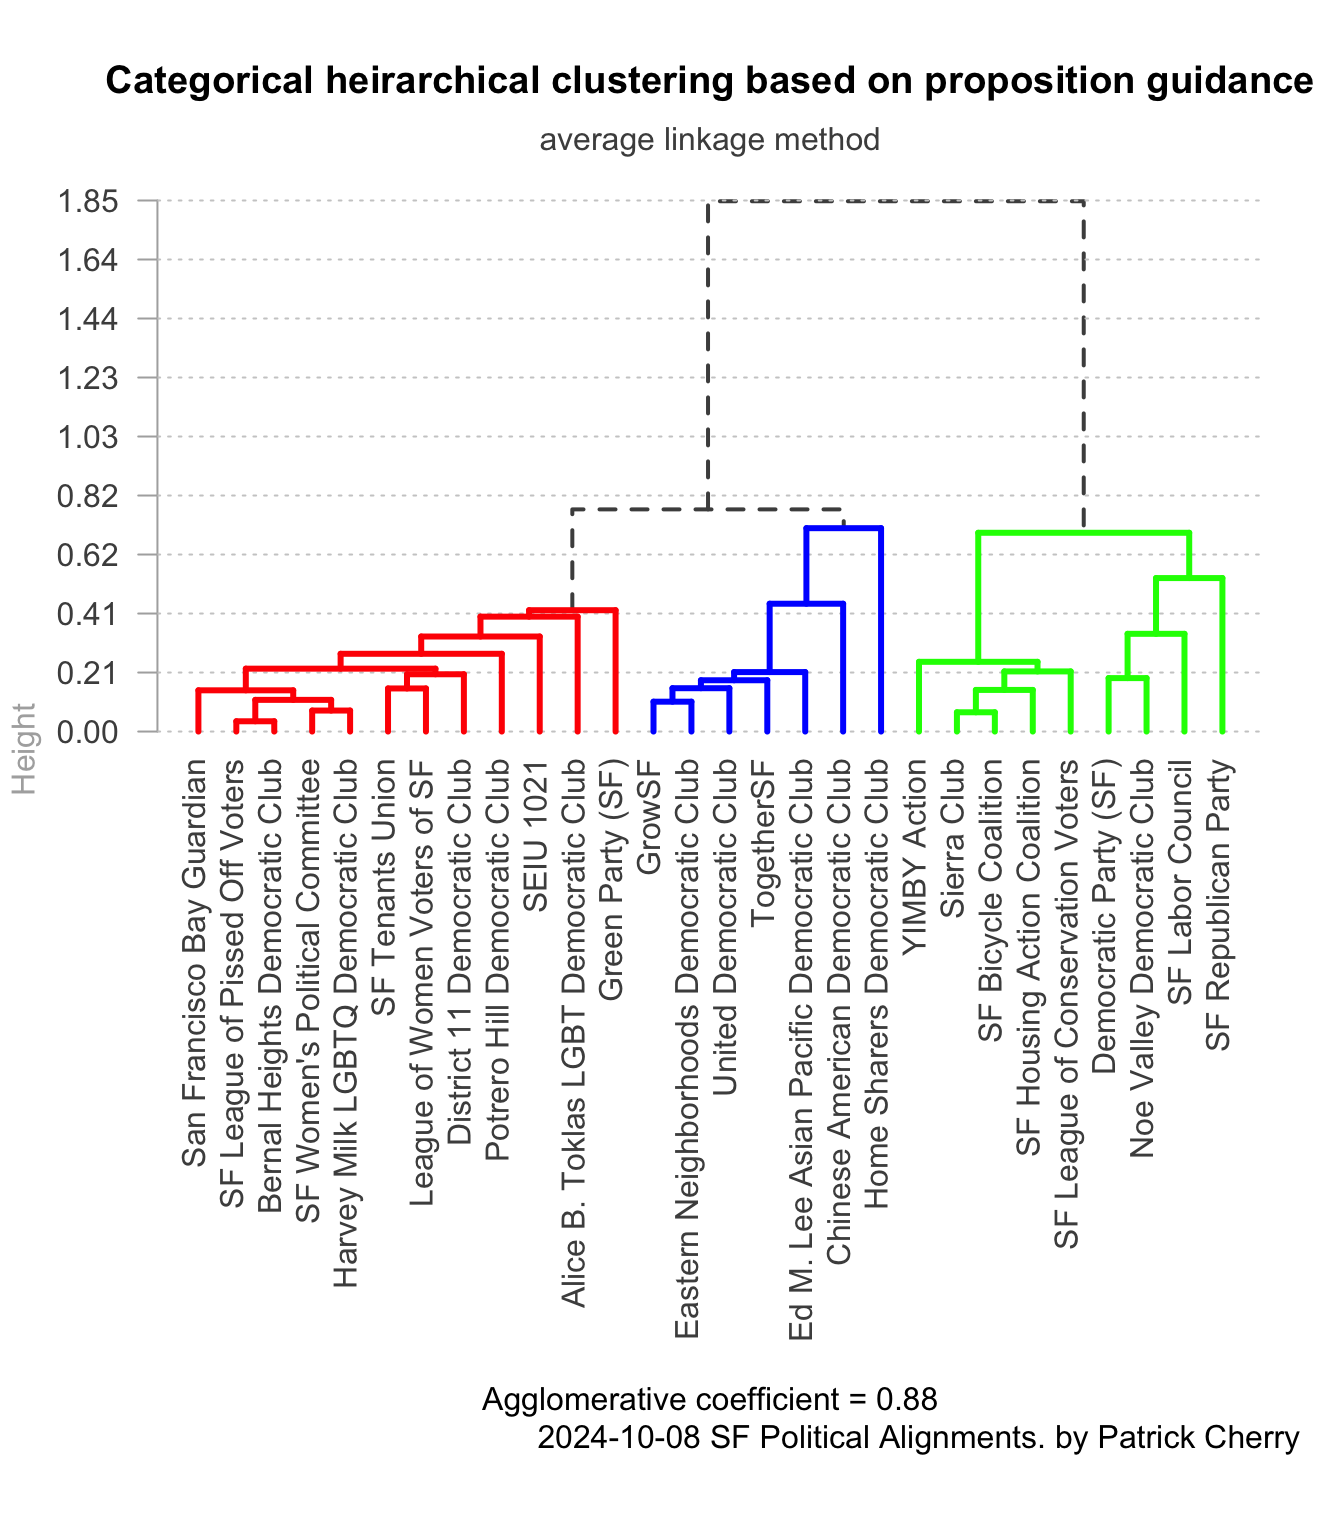 Categorical heirarchical clustering based on proposition guidance
average linkage method
1.85
1.64
1.44
1.23
1.03
0.82
0.62
0.41
0.21
0.00
Height
San Francisco Bay Guardian
SF League of Pissed Off Voters
Bernal Heights Democratic Club
SF Women's Political Committee
Harvey Milk LGBTQ Democratic Club
SF Tenants Union
League of Women Voters of SF
District 11 Democratic Club
Potrero Hill Democratic Club
SEIU 1021
Alice B. Toklas LGBT Democratic Club
Green Party (SF)
GrowSF
Eastern Neighborhoods Democratic Club
United Democratic Club
TogetherSF
Ed M. Lee Asian Pacific Democratic Club
Chinese American Democratic Club
Home Sharers Democratic Club
YIMBY Action
Sierra Club
SF Bicycle Coalition
SF Housing Action Coalition
SF League of Conservation Voters
Democratic Party (SF)
Noe Valley Democratic Club
SF Labor Council
SF Republican Party
Agglomerative coefficient = 0.88
2024-10-08 SF Political Alignments. by Patrick Cherry